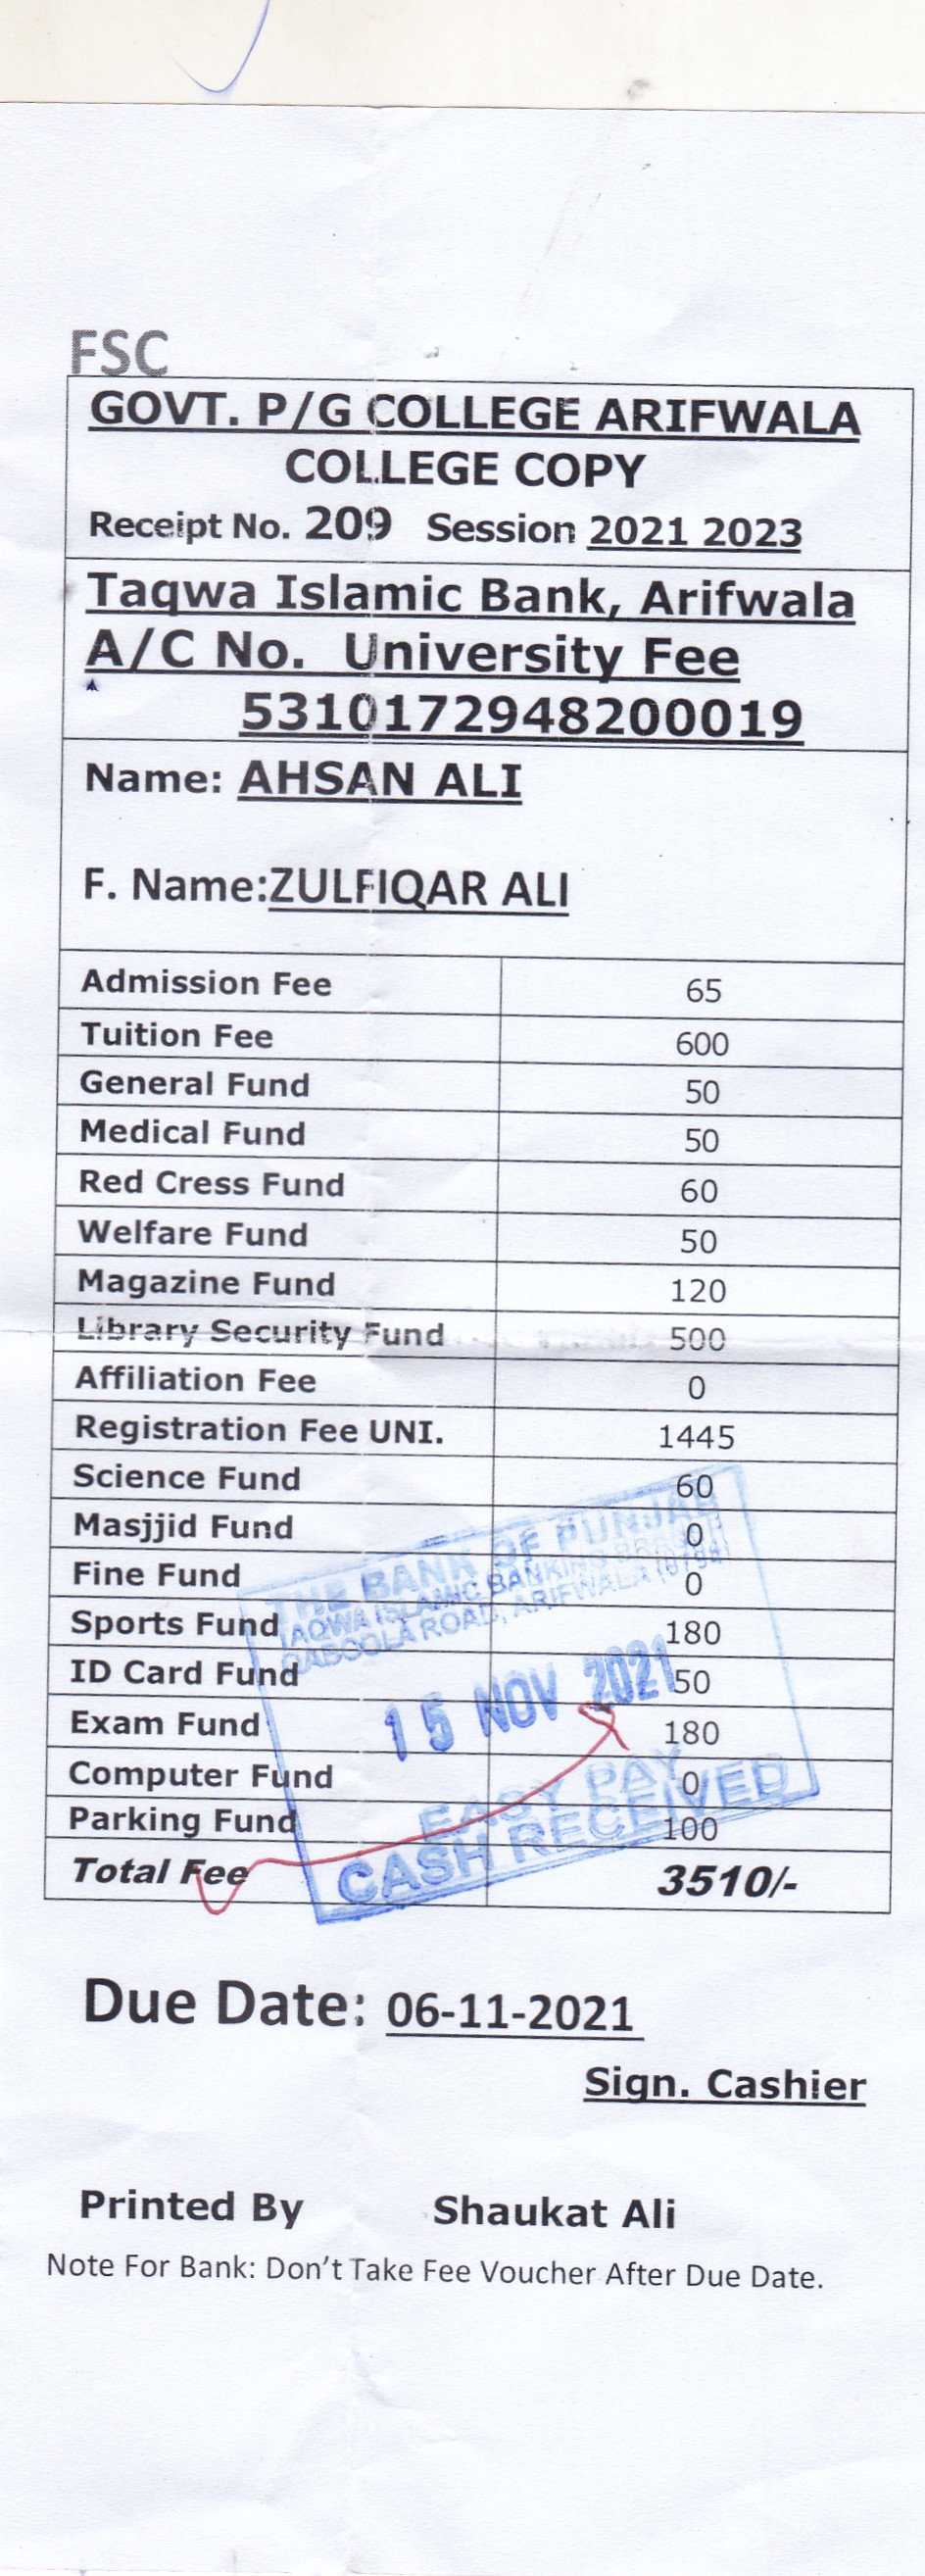 FSC
GOVT. P/G COLLEGE ARIFWALA
COLLEGE COPY
Receipt No. 209 Session 2021 2023
Taqwa Islamic Bank, Arifwala
A/C No. University Fee
5310172948200019
Name: AHSAN ALI
F. Name:ZULFIQAR ALI
Admission Fee 65
Tuition Fee 600
General Fund 50
Medical Fund 50
Red Cress Fund 60
Welfare Fund 50
Magazine Fund 120
Library Security Fund 500
Affiliation Fee 0
Registration Fee UNI. 1445
Science Fund 60
Masjjid Fund 0
Fine Fund 0
Sports Fund 180
ID Card Fund 50
Exam Fund 180
Computer Fund 0
Parking Fund 100
Total Fee 3510/-
THE BANK OF PUNJAB
TAQWA ISLAMIC BANKING BRANCH
QABOOLA ROAD, ARIFWALA (0794)
15 NOV 2021
EASY PAY
CASH RECEIVED
Due Date: 06-11-2021
Sign. Cashier
Printed By Shaukat Ali
Note For Bank: Don't Take Fee Voucher After Due Date.